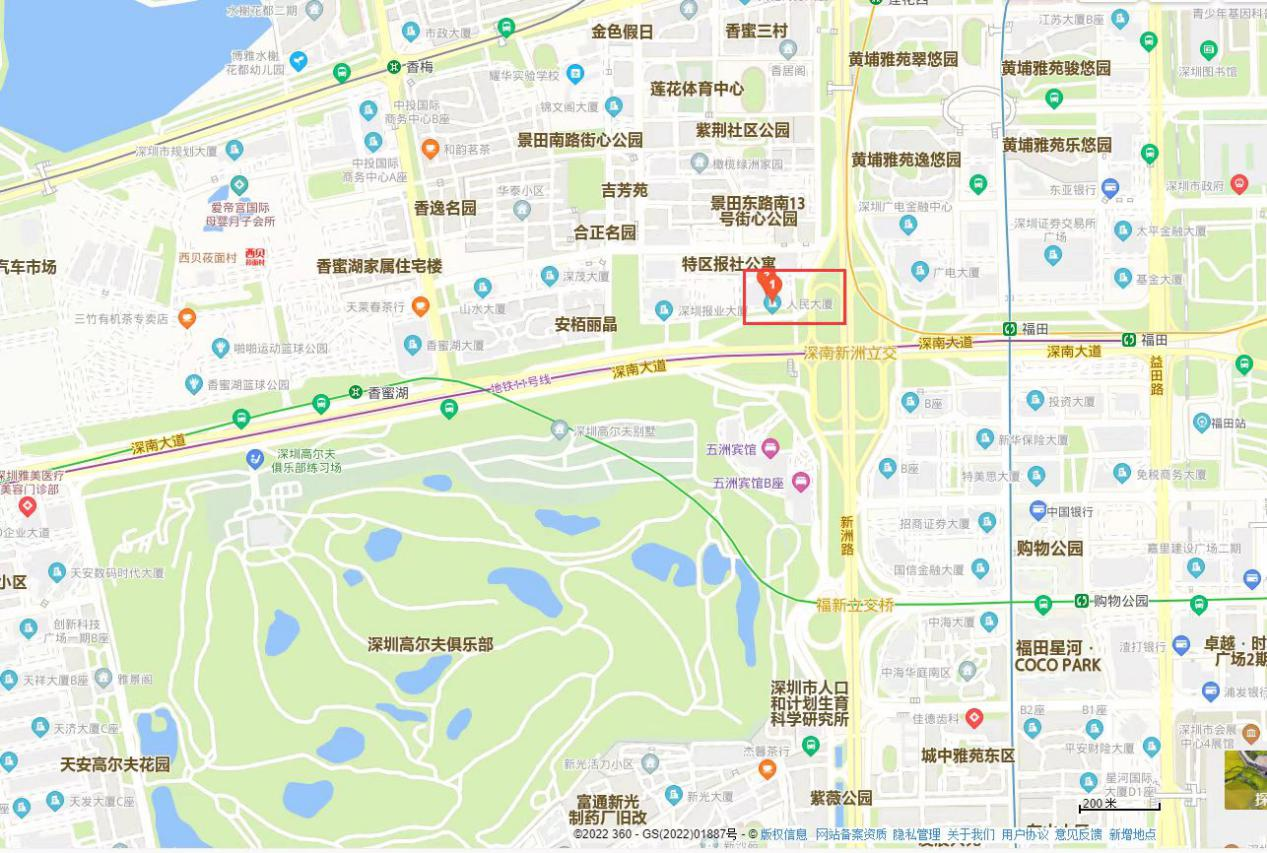 水榭花都三期
市政大厦
金色假日
香蜜三村
江苏大厦B座
博雅水榭
花都幼儿园
香梅
耀华实验学校
香居阁
黄埔雅苑翠悠园
黄埔雅苑骏悠园
深圳图书馆
莲花体育中心
中投国际
商务中心B座
锦文阁大厦
景田南路街心公园
紫荆社区公园
深圳市规划大厦
和韵茗茶
中投国际
商务中心A座
橄榄绿洲家园
黄埔雅苑逸悠园
黄埔雅苑乐悠园
华泰小区
吉芳苑
东亚银行
深圳市政府
爱帝宫国际
母婴月子会所
香逸名园
景田东路南13
号街心公园
深圳广电金融中心
深圳证券交易所
广场
太平金融大厦
合正名园
西贝莜面村
西贝
莜面村
汽车市场
香蜜湖家属住宅楼
特区报社公寓
深茂大厦
广电大厦
基金大厦
1
人民大厦
天菜春茶行
山水大厦
深圳报业大厦
三竹有机茶专卖店
安栢丽晶
福田
福田
啪啪运动篮球公园
香蜜湖大厦
深南新洲立交
深南大道
深南大道
益田路
深南大道
地铁11号线
香蜜湖篮球公园
香蜜湖
B座
投资大厦
福田站
深圳高尔夫别墅
深南大道
五洲宾馆
新华保险大厦
深圳高尔夫
俱乐部练习场
深圳雅美医疗
美容门诊部
五洲宾馆B座
B座
特美思大厦
免税商务大厦
中国银行
企业大道
新洲路
招商证券大厦
购物公园
嘉里建设广场二期
天安数码时代大厦
小区
国信金融大厦
福新立交桥
购物公园
创新科技
广场一期B座
中海大厦
深圳高尔夫俱乐部
福田星河·
COCO PARK
渣打银行
卓越·时
广场2期
天祥大厦B座
雅景阁
中海华庭南区
深圳市人口
和计划生育
科学研究所
浦发银行
天济大厦C座
佳德齿科
B2座
B1座
深圳市会展
中心4展馆
平安财险大厦
天安高尔夫花园
杰馨茶行
城中雅苑东区
新光活力小区
星河国际
大厦D1座
天发大厦C座
富通新光
制药厂旧改
新光大厦
紫薇公园
200 米
©2022 360 - GS(2022)01887号 - © 版权信息 网站备案资质 隐私管理 关于我们 用户协议 意见反馈 新增地点